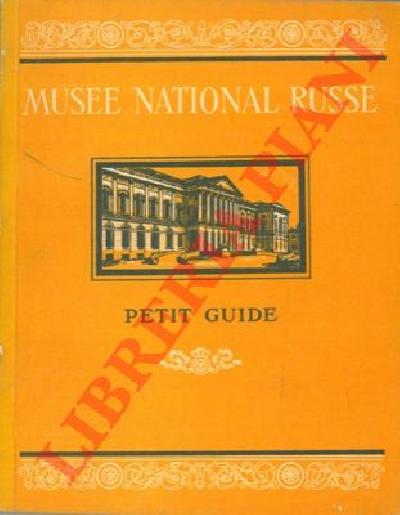 MUSEE NATIONAL RUSSE
PETIT GUIDE
LIBRERIA PIANI